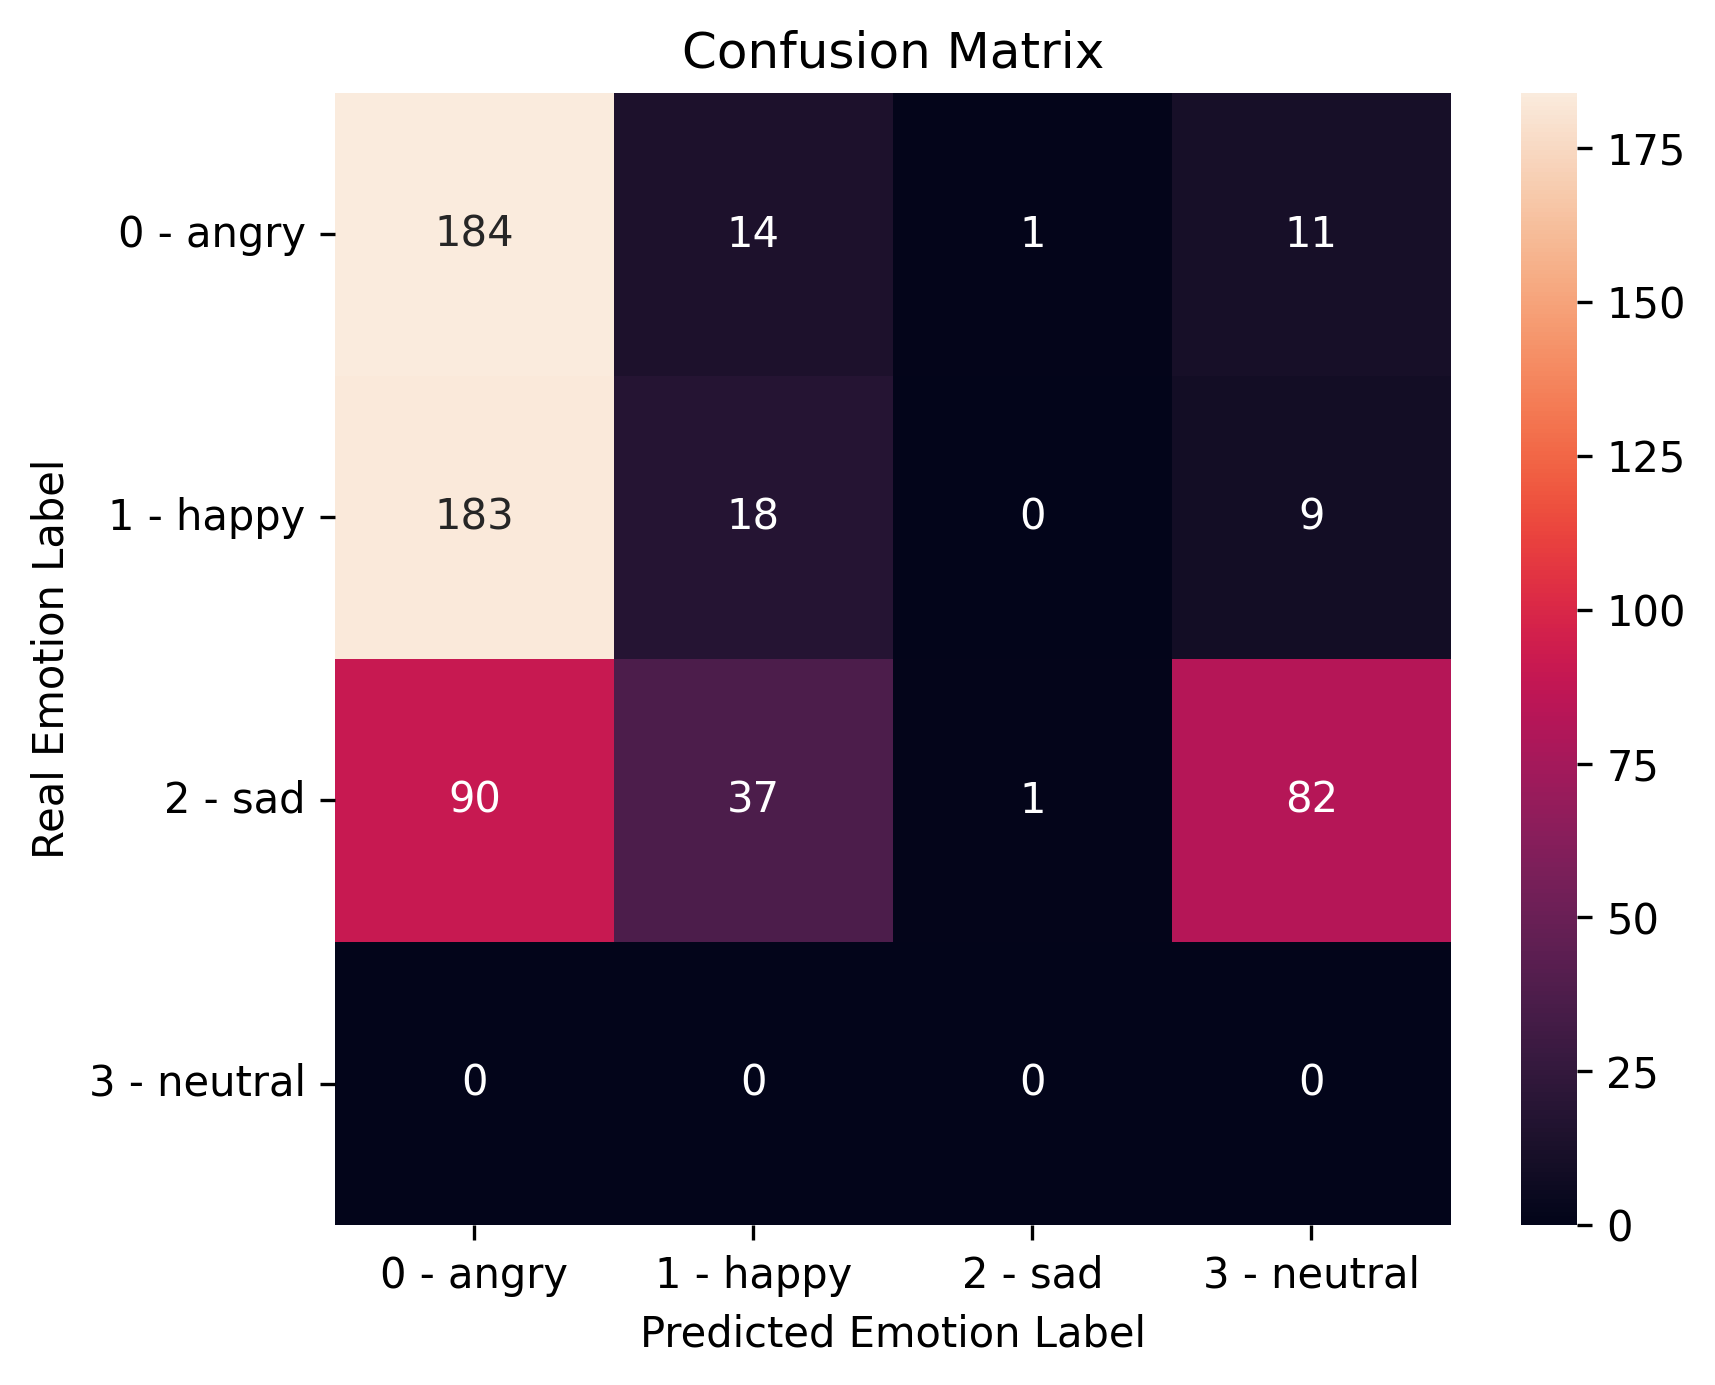 Confusion Matrix
Real Emotion Label
0 - angry 184 14 1 11
1 - happy 183 18 0 9
2 - sad 90 37 1 82
3 - neutral 0 0 0 0
0 - angry 1 - happy 2 - sad 3 - neutral
Predicted Emotion Label
175
150
125
100
75
50
25
0